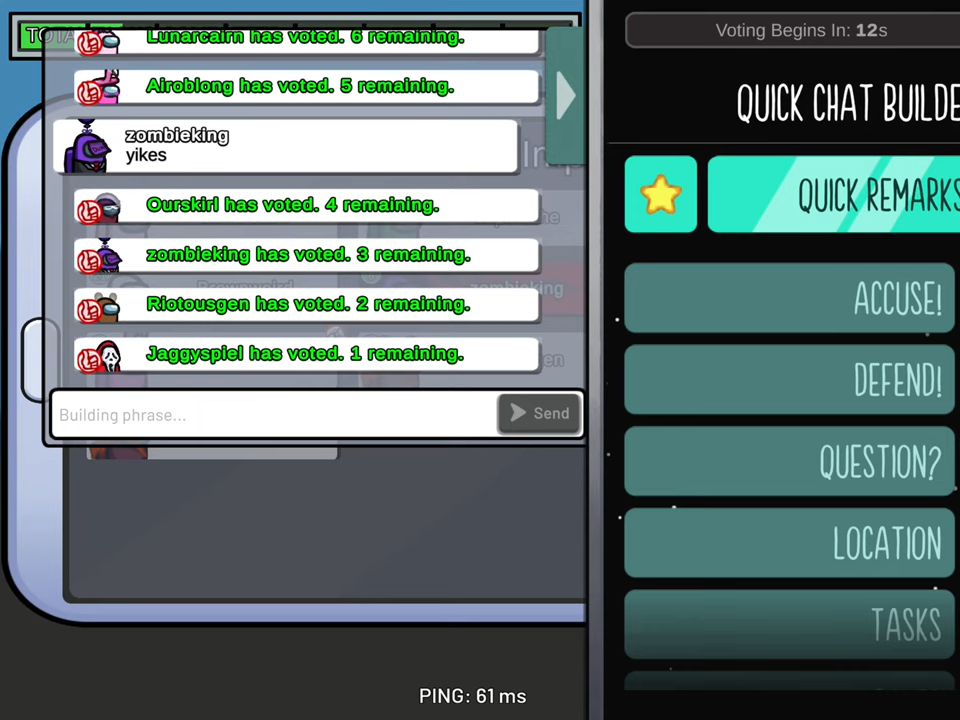 TOTA
Lunarcairn has voted. 6 remaining.
Airoblong has voted. 5 remaining.
zombieking
yikes
Ourskirl has voted. 4 remaining.
zombieking has voted. 3 remaining.
zombieking
Riotousgen has voted. 2 remaining.
Jaggyspiel has voted. 1 remaining.
Building phrase...
Send
Voting Begins In: 12s
QUICK CHAT BUILDE
QUICK REMARKS
ACCUSE!
DEFEND!
QUESTION?
LOCATION
TASKS
PING: 61 ms